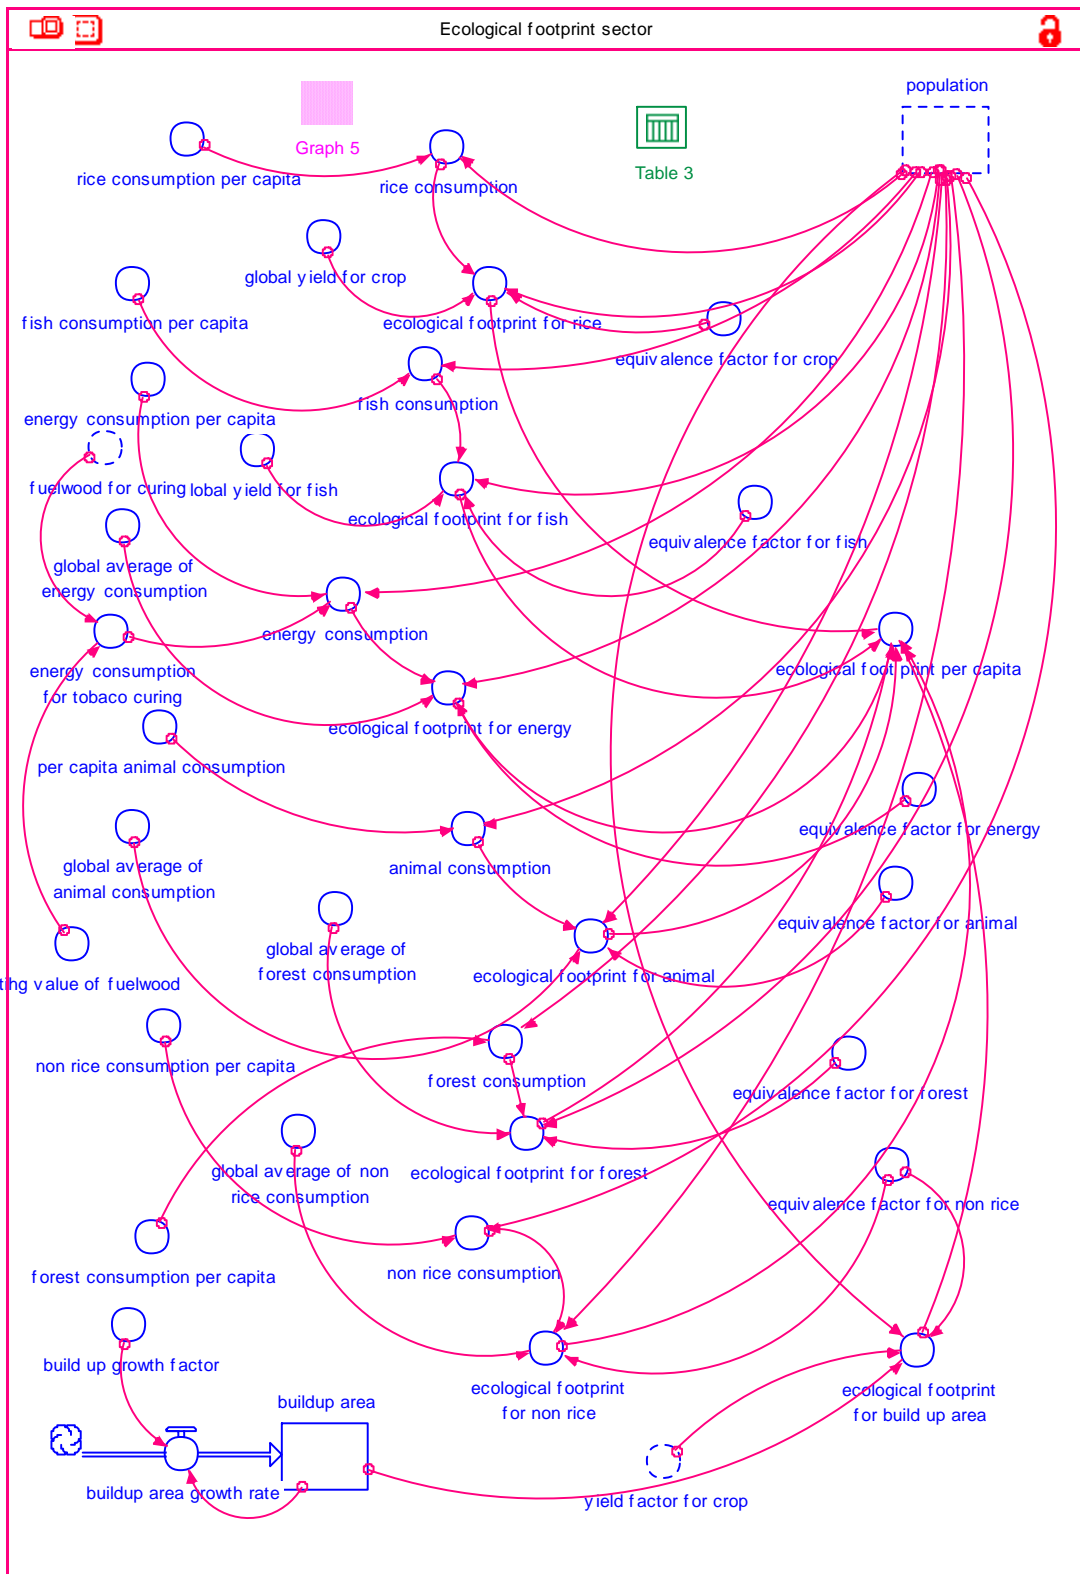 Ecological footprint sector
population
Graph 5
Table 3
rice consumption per capita
rice consumption
global yield for crop
fish consumption per capita
ecological footprint for rice
equivalence factor for crop
energy consumption per capita
fish consumption
fuelwood for curing
lobal yield for fish
ecological footprint for fish
equivalence factor for fish
global average of
energy consumption
energy consumption
energy consumption
for tobaco curing
ecological foot print per capita
ecological footprint for energy
per capita animal consumption
equivalence factor for energy
global average of
animal consumption
animal consumption
equivalence factor for animal
global average of
forest consumption
ecological footprint for animal
ting value of fuelwood
non rice consumption per capita
forest consumption
equivalence factor for forest
global average of non
rice consumption
ecological footprint for forest
equivalence factor for non rice
forest consumption per capita
non rice consumption
build up growth factor
ecological footprint
for non rice
ecological footprint
for build up area
buildup area
buildup area growth rate
yield factor for crop